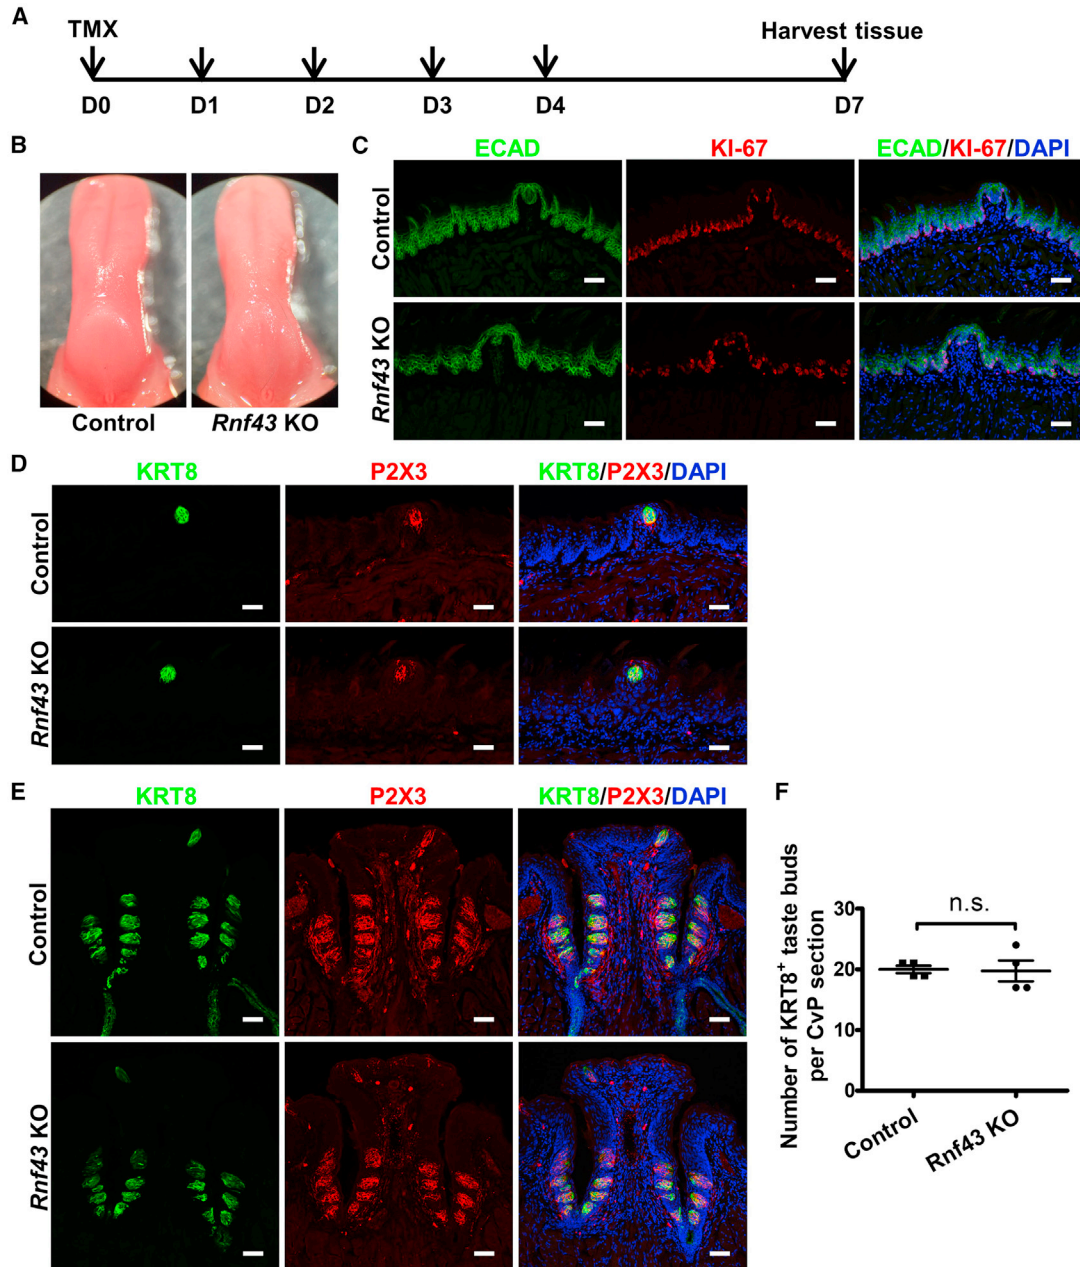 A
TMX
Harvest tissue
D0 D1 D2 D3 D4 D7
B
Control Rnf43 KO
C
ECAD KI-67 ECAD/KI-67/DAPI
Control
Rnf43 KO
D
KRT8 P2X3 KRT8/P2X3/DAPI
Control
Rnf43 KO
E
KRT8 P2X3 KRT8/P2X3/DAPI
Control
Rnf43 KO
F
Number of KRT8+ taste buds
per CvP section
30
20
10
0
n.s.
Control
Rnf43 KO